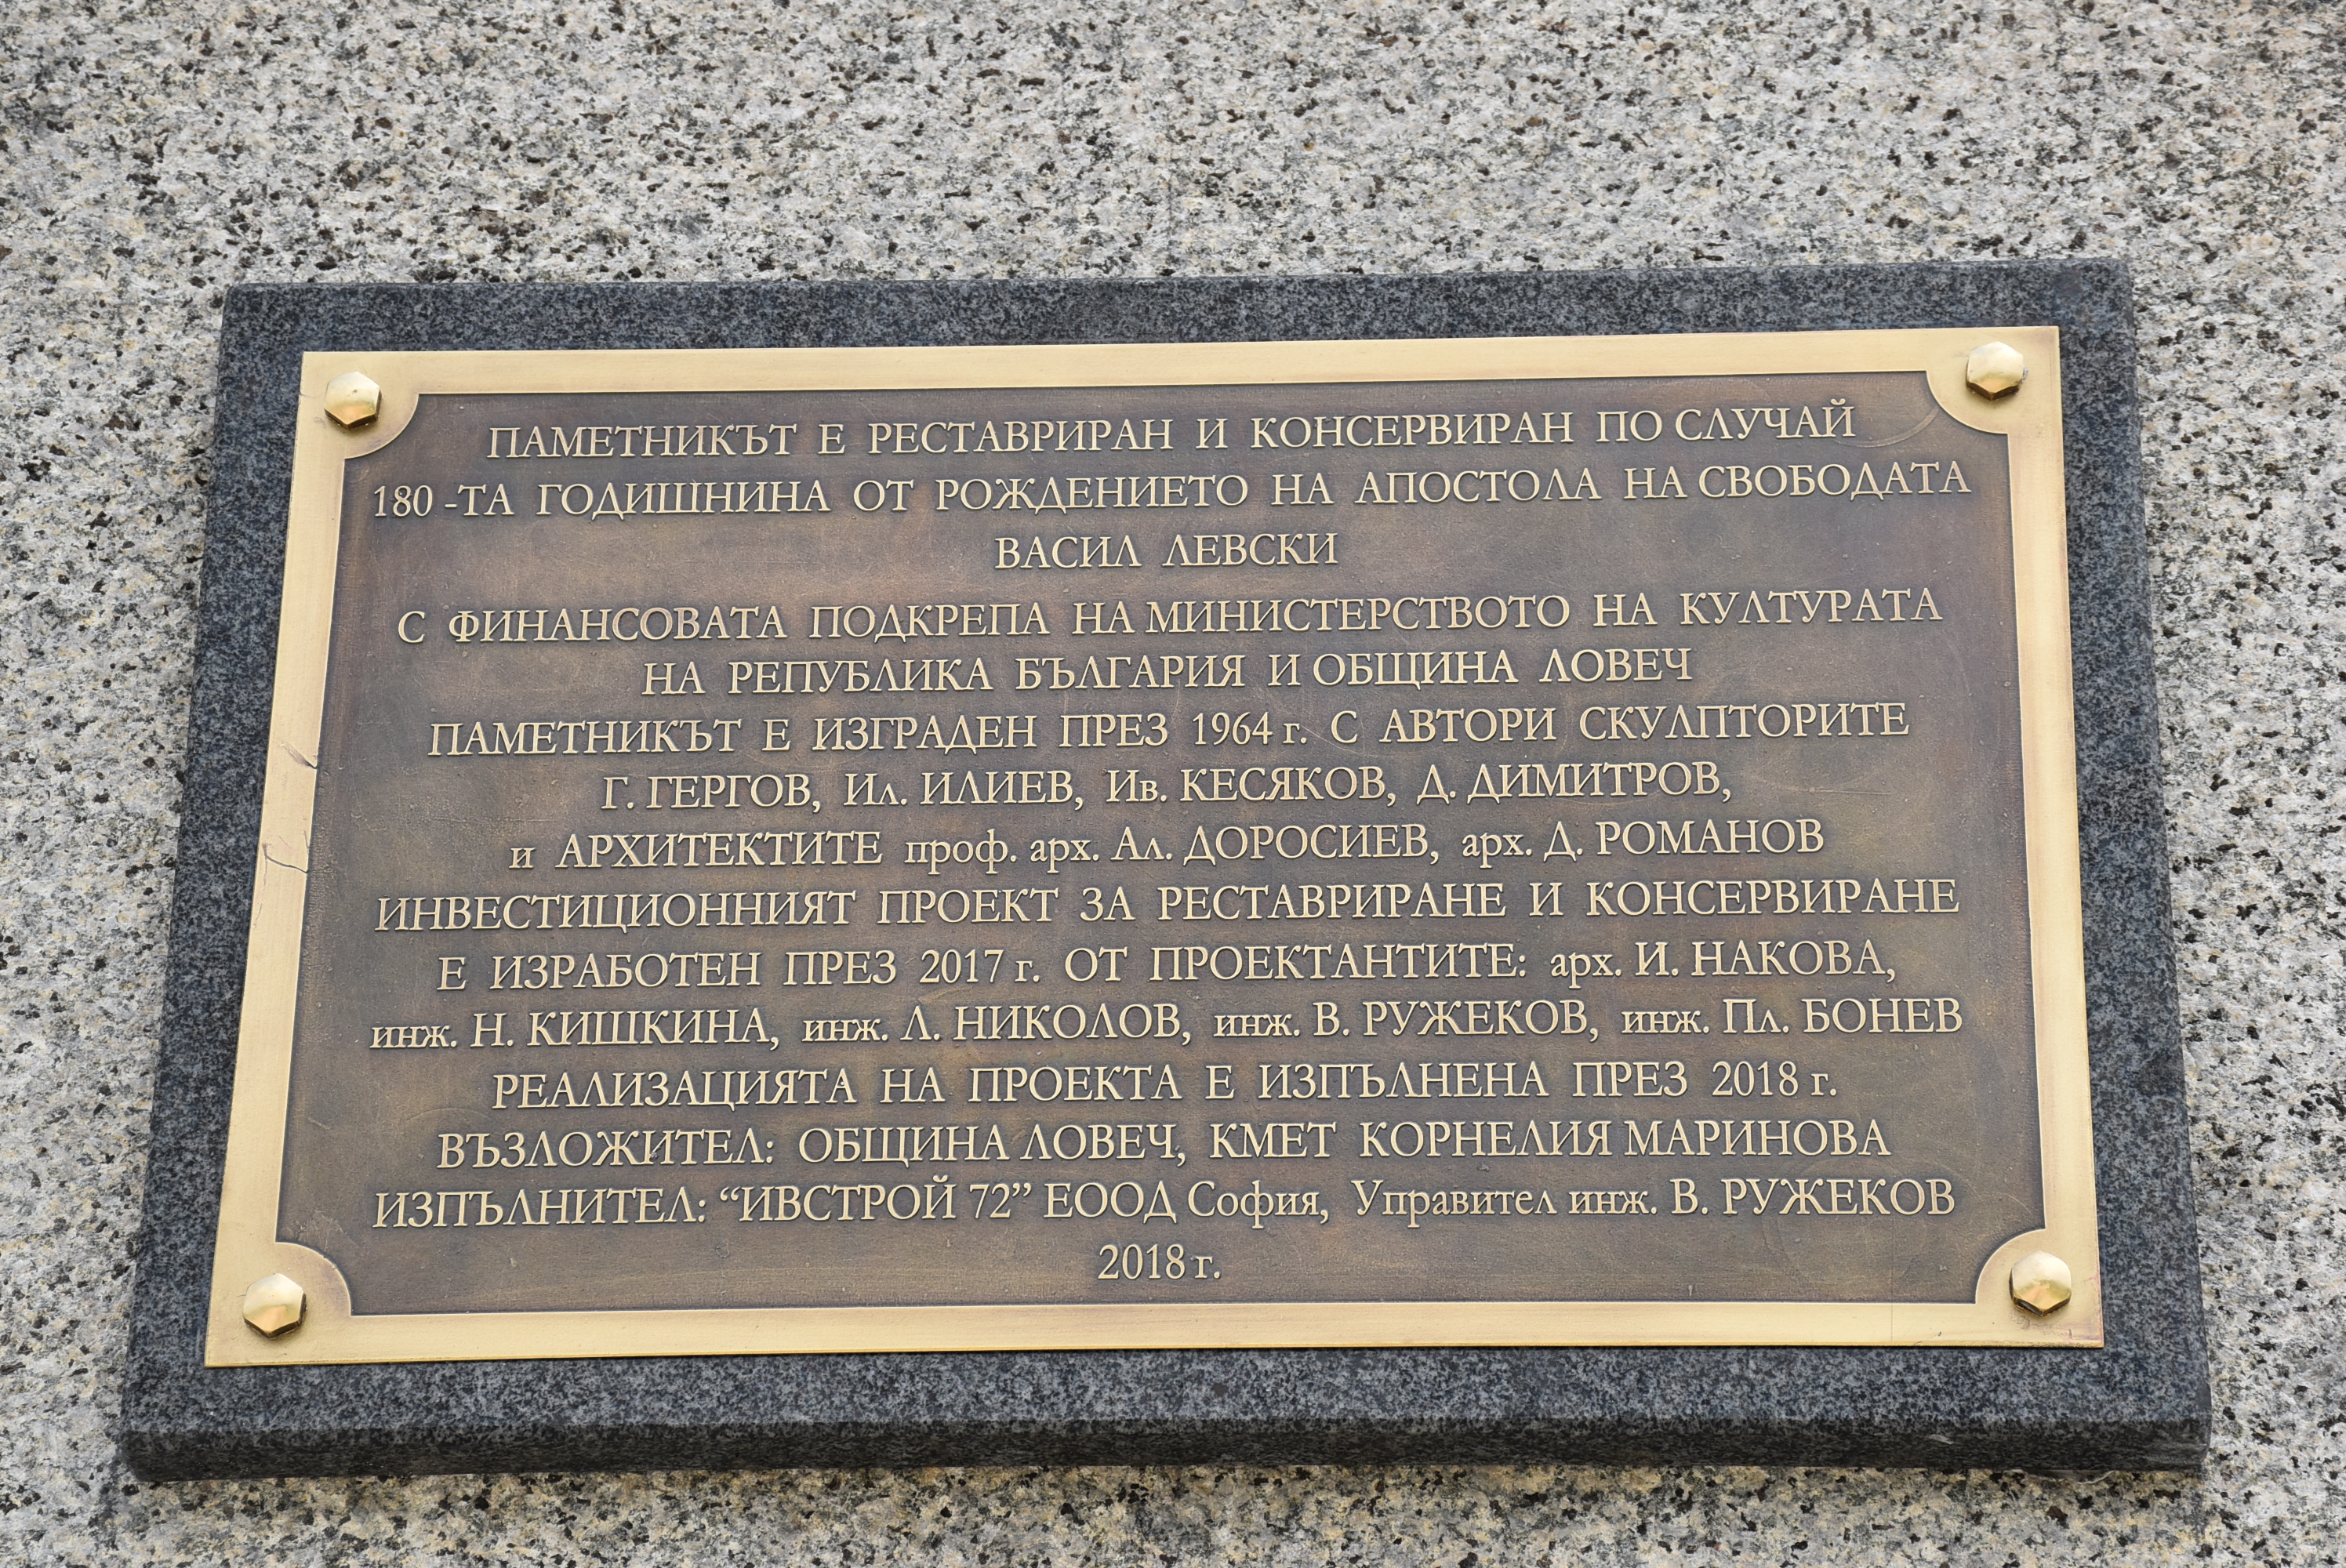 ПАМЕТНИКЪТ Е РЕСТАВРИРАН И КОНСЕРВИРАН ПО СЛУЧАЙ
180 -ТА ГОДИШНИНА ОТ РОЖДЕНИЕТО НА АПОСТОЛА НА СВОБОДАТА
ВАСИЛ ЛЕВСКИ
С ФИНАНСОВАТА ПОДКРЕПА НА МИНИСТЕРСТВОТО НА КУЛТУРАТА
НА РЕПУБЛИКА БЪЛГАРИЯ И ОБЩИНА ЛОВЕЧ
ПАМЕТНИКЪТ Е ИЗГРАДЕН ПРЕЗ 1964 г. С АВТОРИ СКУЛПТОРИТЕ
Г. ГЕРГОВ, Ил. ИЛИЕВ, Ив. КЕСЯКОВ, Д. ДИМИТРОВ,
и АРХИТЕКТИТЕ проф. арх. Ал. ДОРОСИЕВ, арх. Д. РОМАНОВ
ИНВЕСТИЦИОННИЯТ ПРОЕКТ ЗА РЕСТАВРИРАНЕ И КОНСЕРВИРАНЕ
Е ИЗРАБОТЕН ПРЕЗ 2017 г. ОТ ПРОЕКТАНТИТЕ: арх. И. НАКОВА,
инж. Н. КИШКИНА, инж. Л. НИКОЛОВ, инж. В. РУЖЕКОВ, инж. Пл. БОНЕВ
РЕАЛИЗАЦИЯТА НА ПРОЕКТА Е ИЗПЪЛНЕНА ПРЕЗ 2018 г.
ВЪЗЛОЖИТЕЛ: ОБЩИНА ЛОВЕЧ, КМЕТ КОРНЕЛИЯ МАРИНОВА
ИЗПЪЛНИТЕЛ: “ИВСТРОЙ 72” ЕООД София, Управител инж. В. РУЖЕКОВ
2018 г.